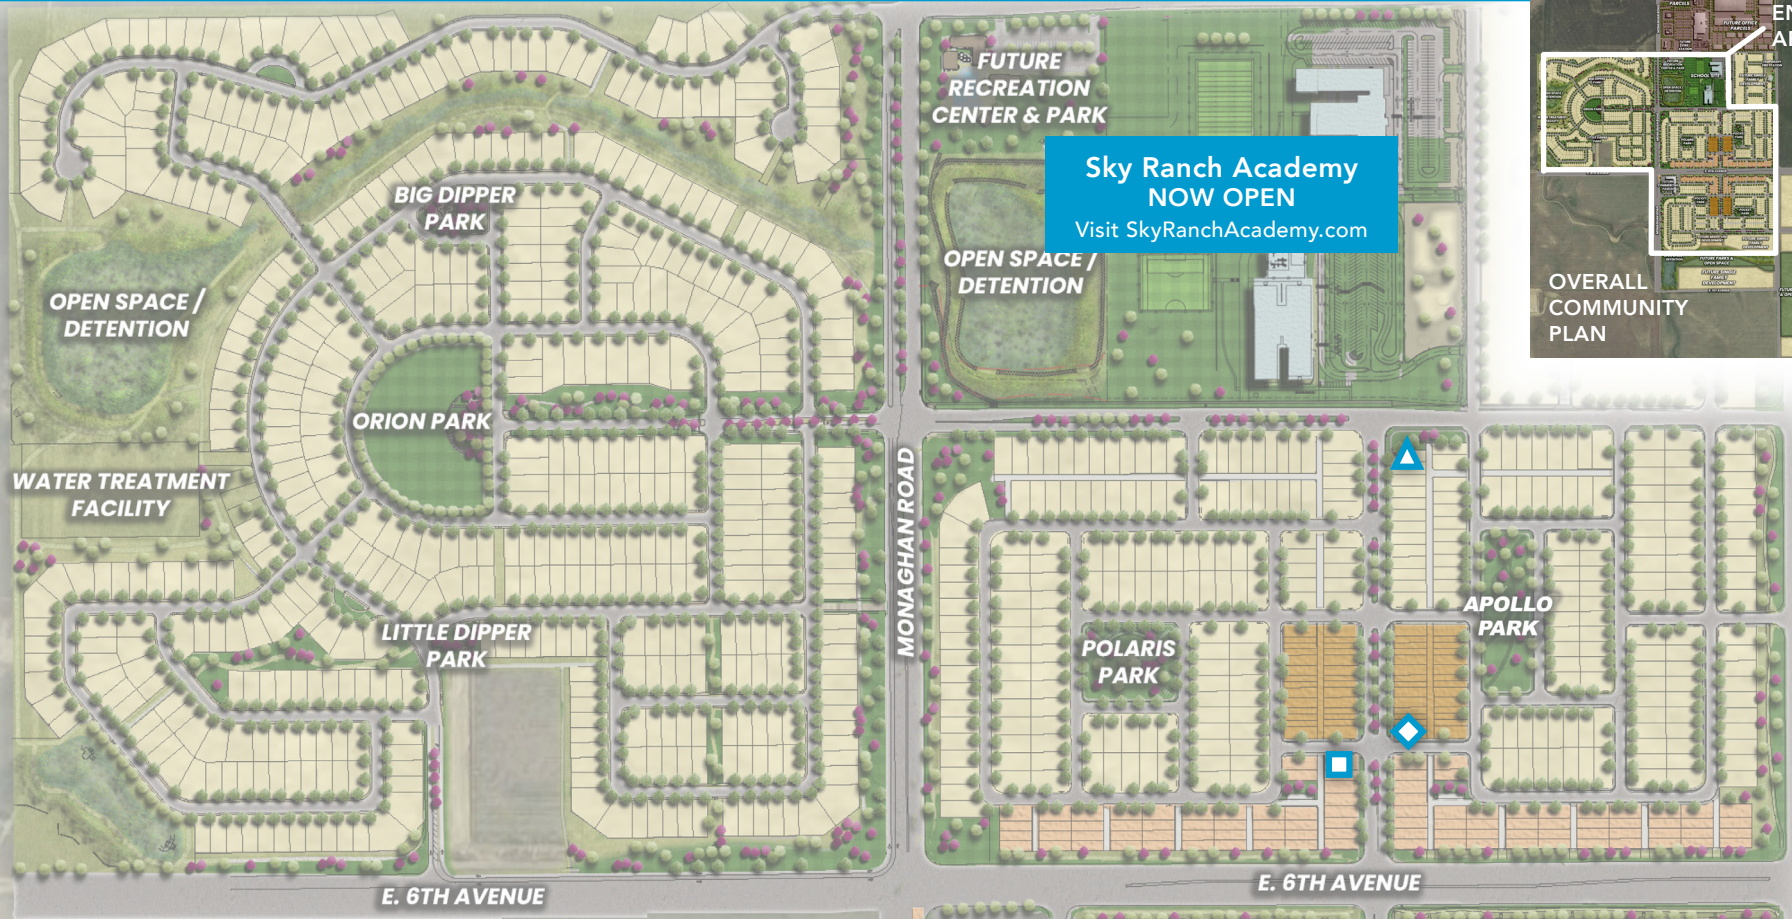 FUTURE
RECREATION
CENTER & PARK
Sky Ranch Academy
NOW OPEN
Visit SkyRanchAcademy.com
BIG DIPPER
PARK
OPEN SPACE /
DETENTION
OPEN SPACE /
DETENTION
ORION PARK
WATER TREATMENT
FACILITY
MONAGHAN ROAD
LITTLE DIPPER
PARK
POLARIS
PARK
APOLLO
PARK
E. 6TH AVENUE
E. 6TH AVENUE
OVERALL
COMMUNITY
PLAN